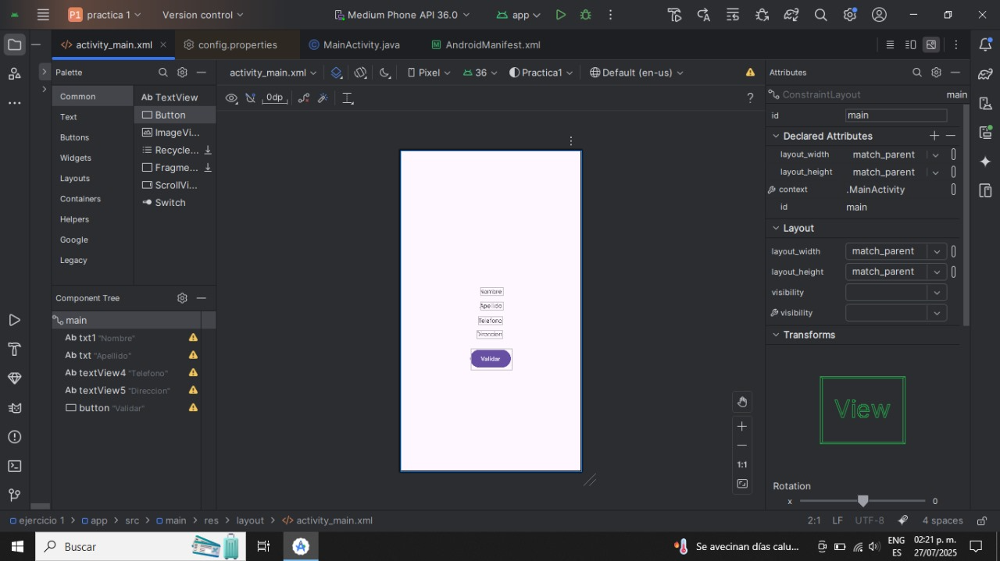 P1 practica 1 Version control Medium Phone API 36.0 app
activity_main.xml config.properties MainActivity.java AndroidManifest.xml
Palette
Common
Text
Buttons
Widgets
Layouts
Containers
Helpers
Google
Legacy
Ab TextView
Button
ImageVi...
Recycle...
Fragme...
ScrollVi...
Switch
Component Tree
main
Ab txt1 "Nombre"
Ab txt "Apellido"
Ab textView4 "Telefono"
Ab textView5 "Direccion"
button "Validar"
activity_main.xml Pixel 36 Practica1 Default (en-us)
0dp
?
Nombre
Apellido
Telefono
Direccion
Validar
1:1
Attributes
ConstraintLayout main
id main
Declared Attributes
layout_width match_parent
layout_height match_parent
context .MainActivity
id main
Layout
layout_width match_parent
layout_height match_parent
visibility
visibility
Transforms
View
Rotation
x 0
ejercicio 1 > app > src > main > res > layout > activity_main.xml 2:1 LF UTF-8 4 spaces
Buscar Se avecinan días calu... ENG ES 02:21 p. m. 27/07/2025